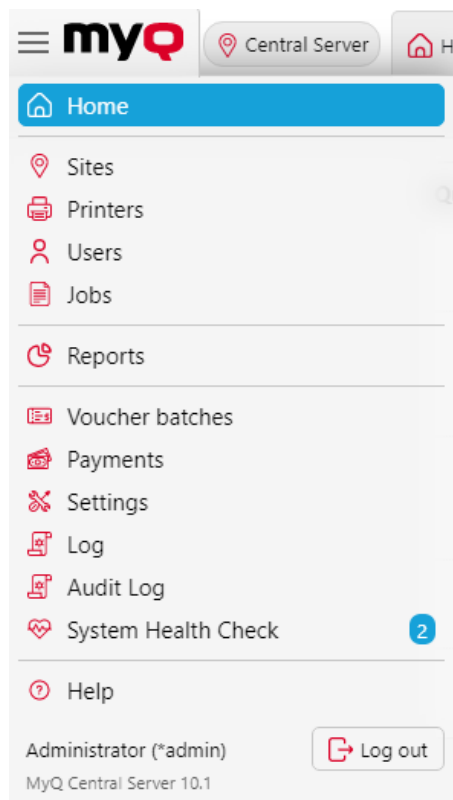 myQ
Central Server
H
Home
Sites
Printers
Users
Jobs
Reports
Voucher batches
Payments
Settings
Log
Audit Log
System Health Check
2
Help
Administrator (*admin)
Log out
MyQ Central Server 10.1